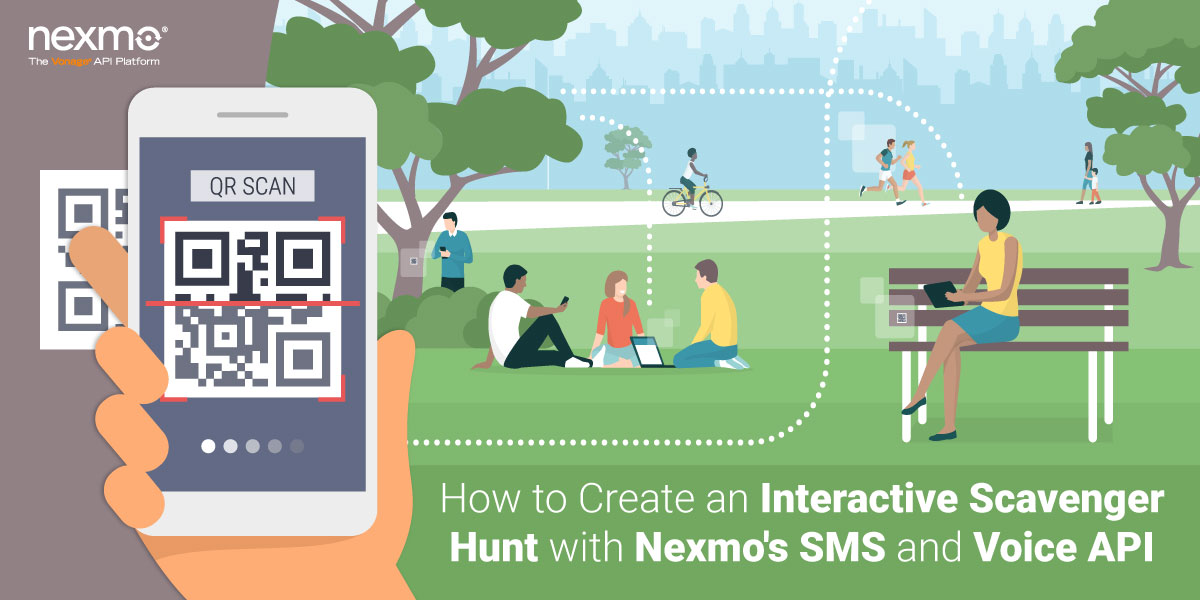 nexmo®
The Vonage® API Platform
QR SCAN
How to Create an Interactive Scavenger
Hunt with Nexmo's SMS and Voice API